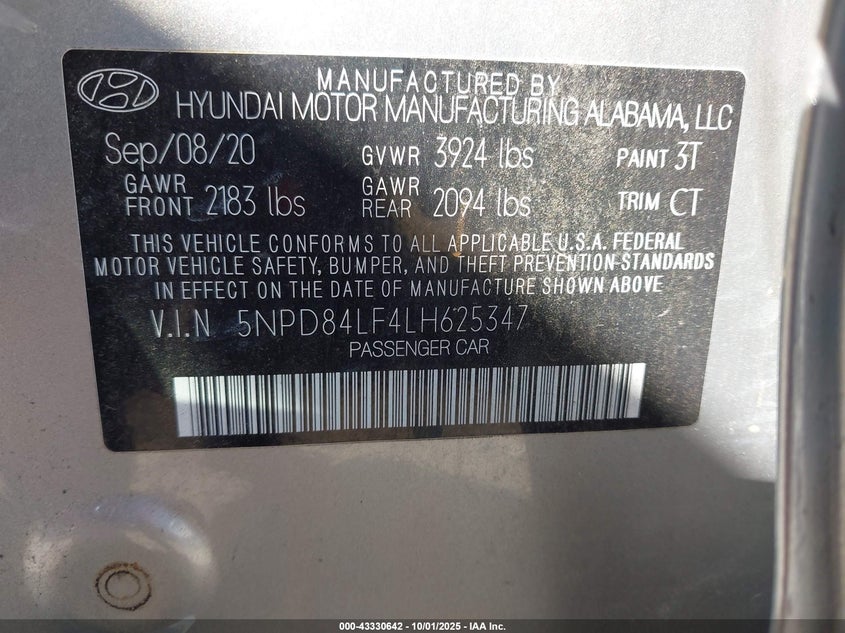 MANUFACTURED BY
HYUNDAI MOTOR MANUFACTURING ALABAMA, LLC
Sep/08/20 GVWR 3924 lbs PAINT 3T
GAWR FRONT 2183 lbs GAWR REAR 2094 lbs TRIM CT
THIS VEHICLE CONFORMS TO ALL APPLICABLE U.S.A. FEDERAL
MOTOR VEHICLE SAFETY, BUMPER, AND THEFT PREVENTION STANDARDS
IN EFFECT ON THE DATE OF MANUFACTURE SHOWN ABOVE
V.I.N 5NPD84LF4LH625347
PASSENGER CAR
000-43330642 - 10/01/2025 - IAA Inc.